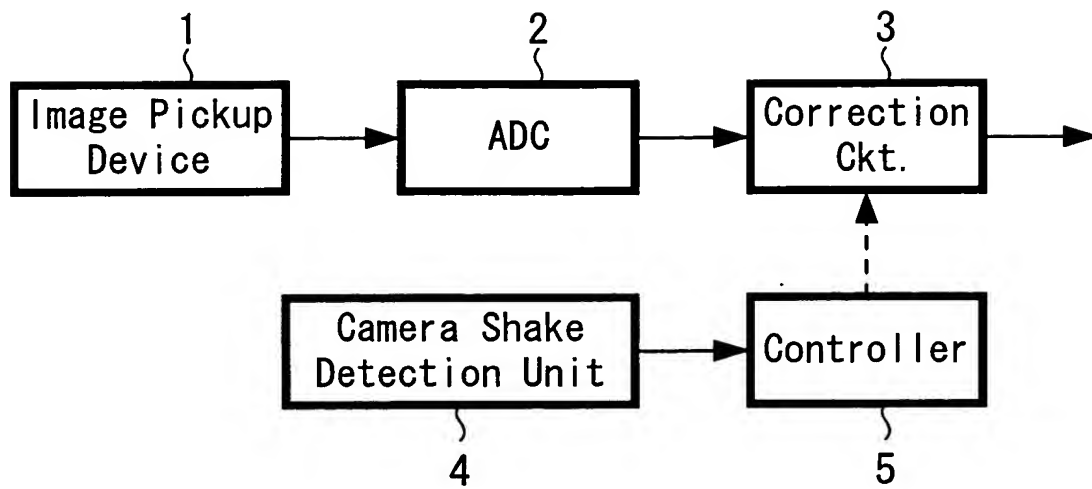 1
2
3
Image Pickup
Device
ADC
Correction
Ckt.
Camera Shake
Detection Unit
Controller
4
5